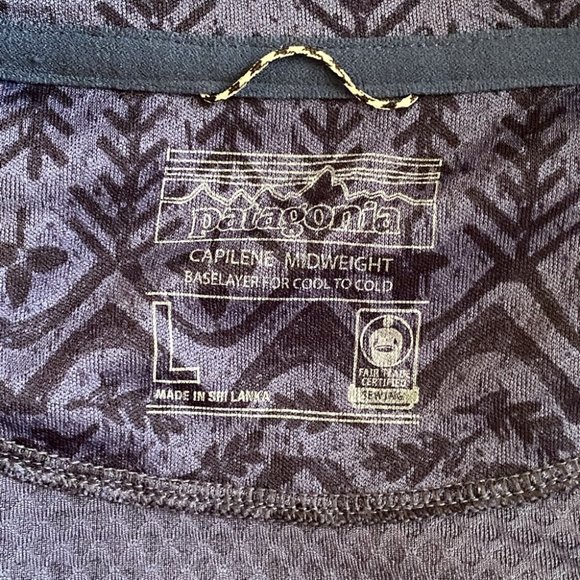 patagonia
CAPILENE MIDWEIGHT
BASELAYER FOR COOL TO COLD
L
MADE IN SRI LANKA
FAIR TRADE
CERTIFIED
SEWING